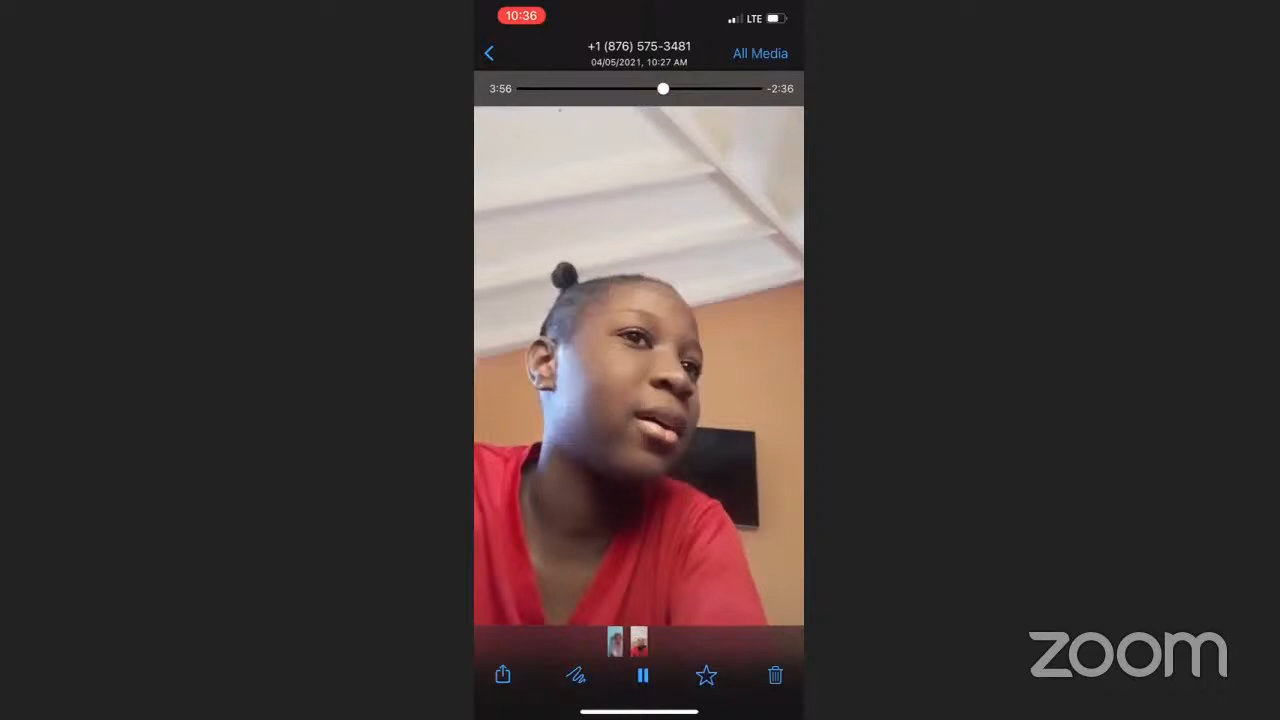 10:36
LTE
+1 (876) 575-3481
04/05/2021, 10:27 AM
All Media
3:56
-2:36
zoom